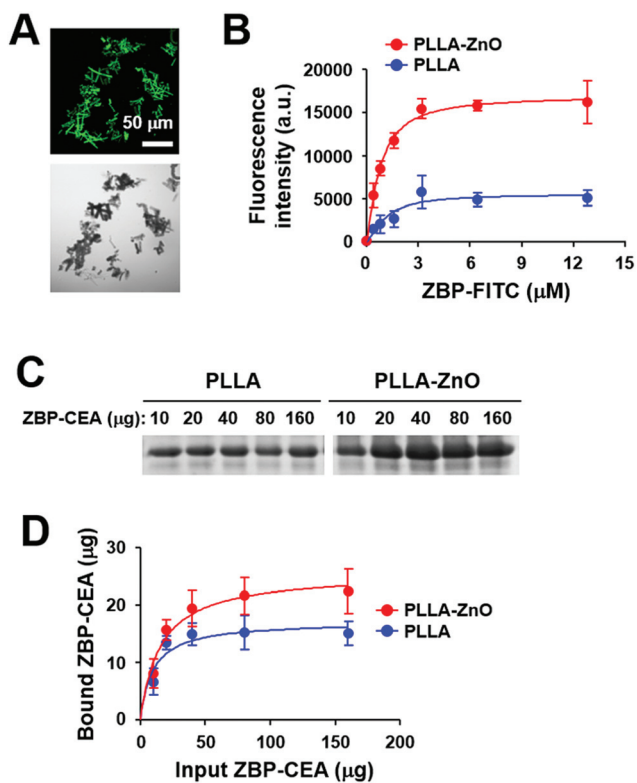 A
50 μm
B
PLLA-ZnO
PLLA
Fluorescence
intensity (a.u.)
20000
15000
10000
5000
0
0 3 6 9 12 15
ZBP-FITC (μM)
C
PLLA PLLA-ZnO
ZBP-CEA (μg): 10 20 40 80 160 10 20 40 80 160
D
Bound ZBP-CEA (μg)
30
20
10
0
0 50 100 150 200
Input ZBP-CEA (μg)
PLLA-ZnO
PLLA